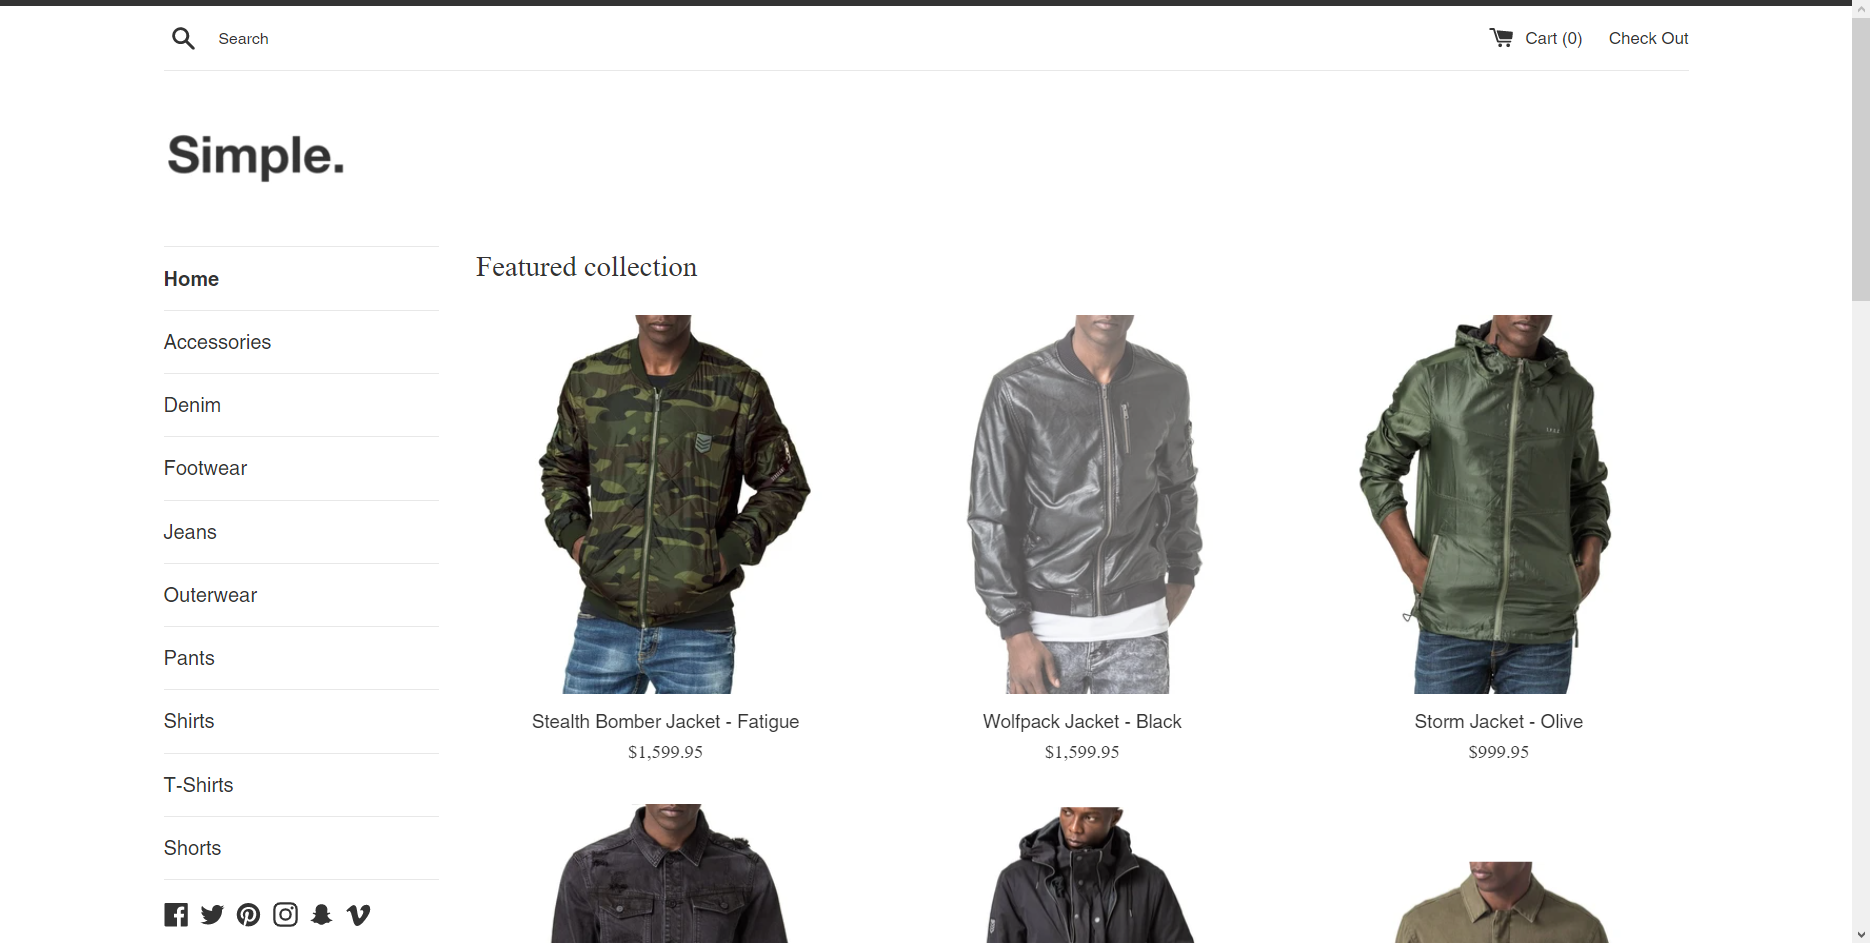 Search
Cart (0) Check Out
Simple.
Home
Accessories
Denim
Footwear
Jeans
Outerwear
Pants
Shirts
T-Shirts
Shorts
Featured collection
Stealth Bomber Jacket - Fatigue
$1,599.95
Wolfpack Jacket - Black
$1,599.95
Storm Jacket - Olive
$999.95